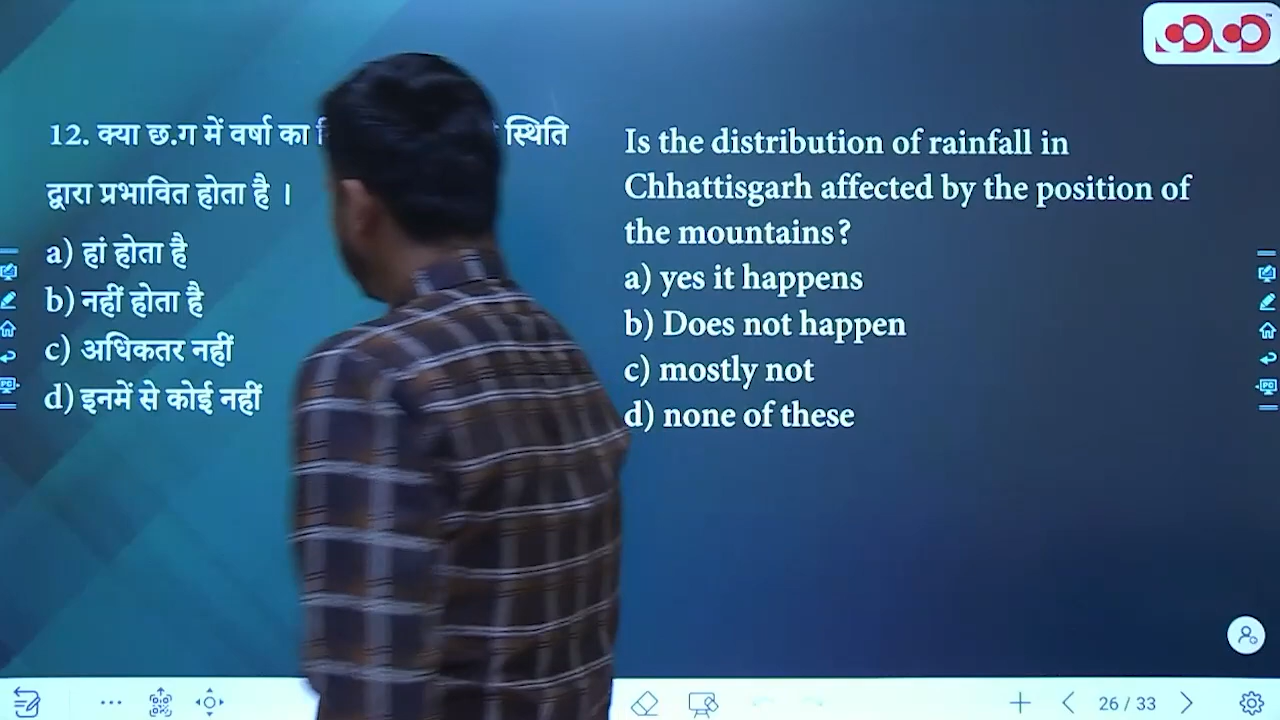 12. क्या छ.ग में वर्षा का स्थिति
द्वारा प्रभावित होता है ।
a) हां होता है
b) नहीं होता है
c) अधिकतर नहीं
d) इनमें से कोई नहीं
Is the distribution of rainfall in
Chhattisgarh affected by the position of
the mountains?
a) yes it happens
b) Does not happen
c) mostly not
d) none of these
26 / 33